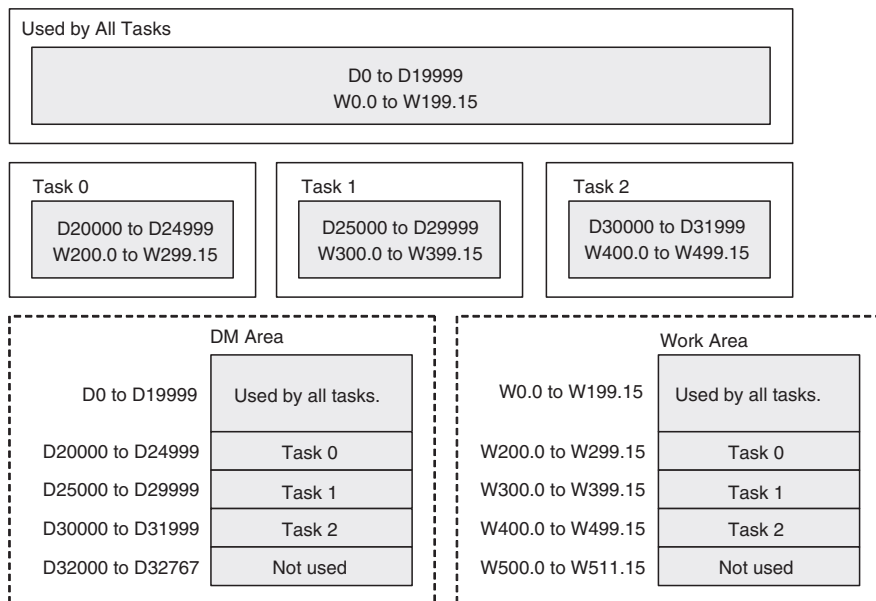 Used by All Tasks
D0 to D19999
W0.0 to W199.15
Task 0
D20000 to D24999
W200.0 to W299.15
Task 1
D25000 to D29999
W300.0 to W399.15
Task 2
D30000 to D31999
W400.0 to W499.15
DM Area
D0 to D19999 Used by all tasks.
D20000 to D24999 Task 0
D25000 to D29999 Task 1
D30000 to D31999 Task 2
D32000 to D32767 Not used
Work Area
W0.0 to W199.15 Used by all tasks.
W200.0 to W299.15 Task 0
W300.0 to W399.15 Task 1
W400.0 to W499.15 Task 2
W500.0 to W511.15 Not used